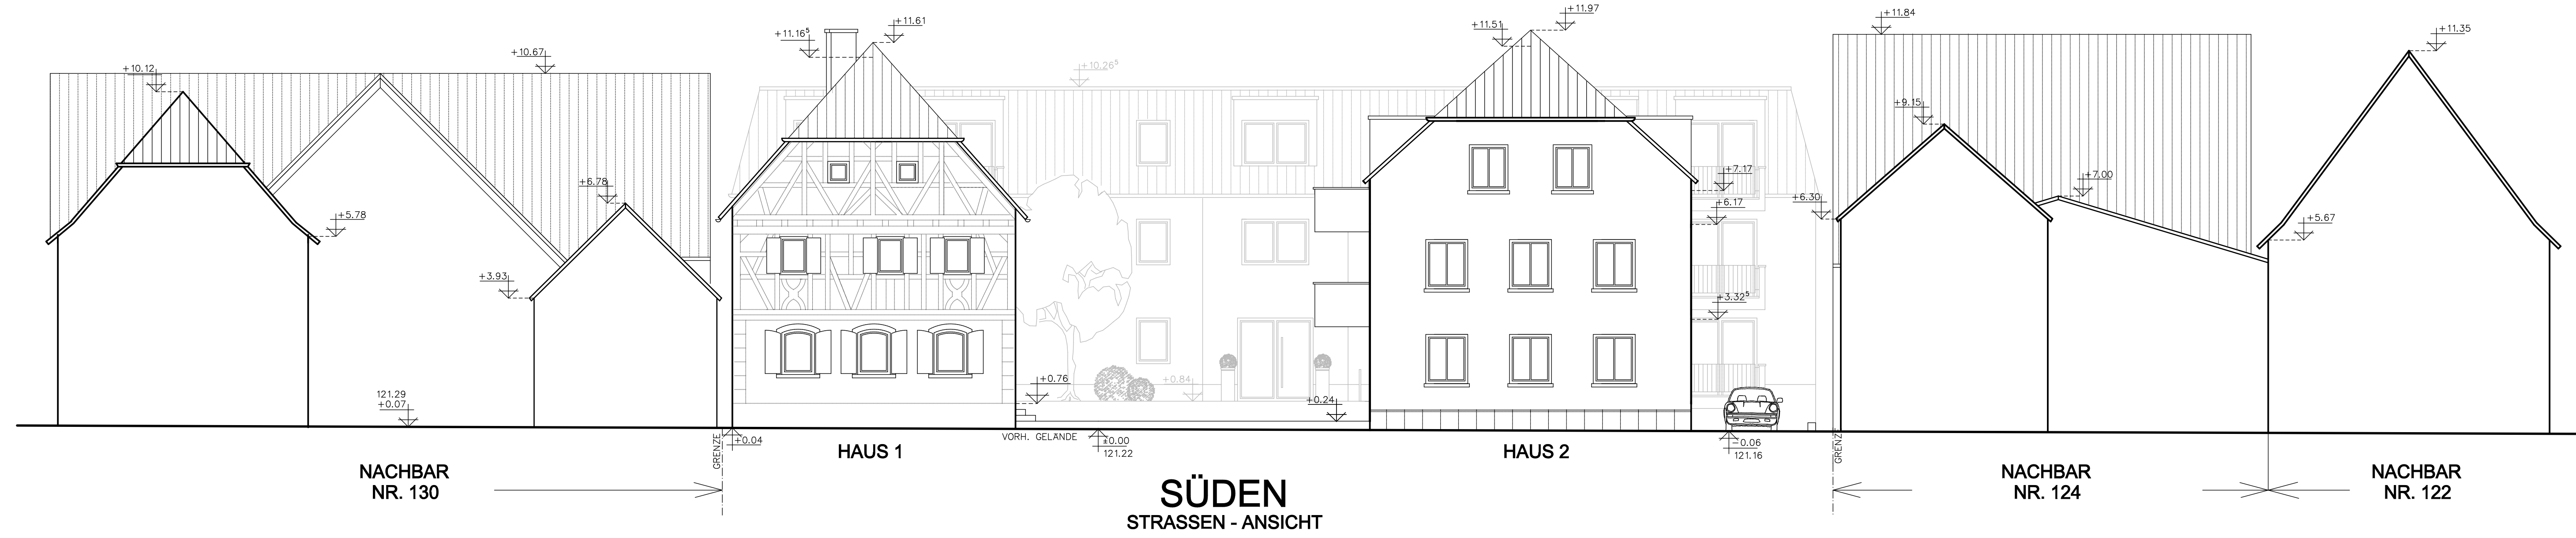 +10.12
+10.67
+5.78
+6.78
+3.93
121.29
+0.07
+11.16⁵
+11.61
+10.26⁵
+11.51
+11.97
+7.17
+6.17
+6.30
+3.32⁵
+0.76
+0.84
+0.24
+11.84
+9.15
+7.00
+11.35
+5.67
GRENZE
+0.04
HAUS 1
VORH. GELÄNDE
±0.00
121.22
HAUS 2
-0.06
121.16
GRENZE
NACHBAR
NR. 130
SÜDEN
STRASSEN - ANSICHT
NACHBAR
NR. 124
NACHBAR
NR. 122